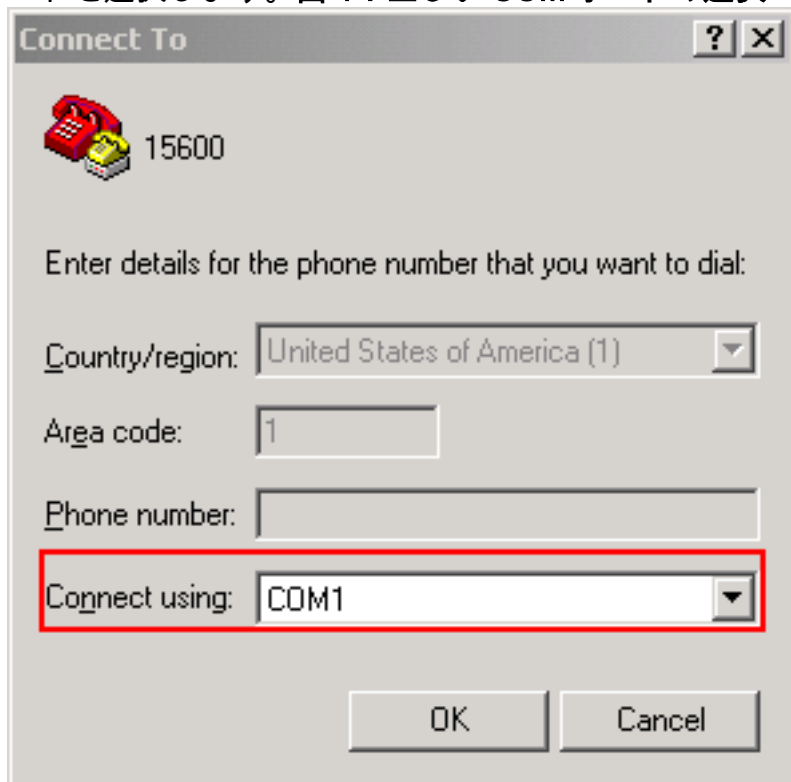 Connect To
15600
Enter details for the phone number that you want to dial:
Country/region: United States of America (1)
Area code: 1
Phone number:
Connect using: COM1
OK Cancel